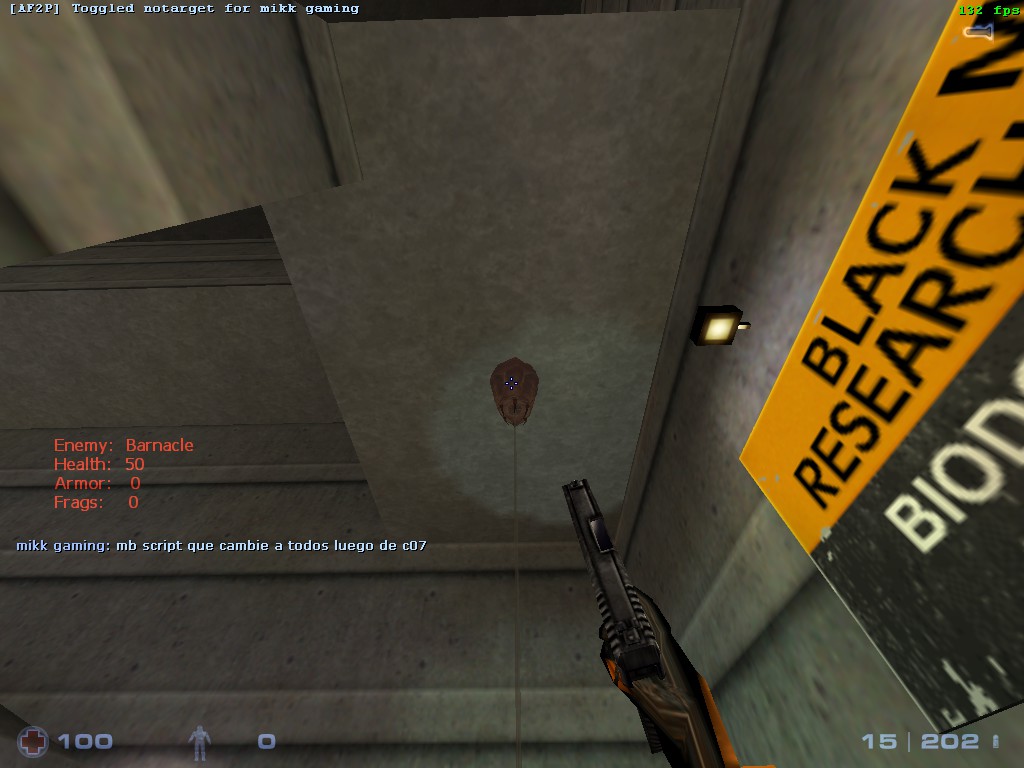 [AF2P] Toggled notarget for mikk gaming
132 fps
BLACK
RESEARCH
Enemy: Barnacle
Health: 50
Armor: 0
Frags: 0
mikk gaming: mb script que cambie a todos luego de c07
100
0
15 | 202